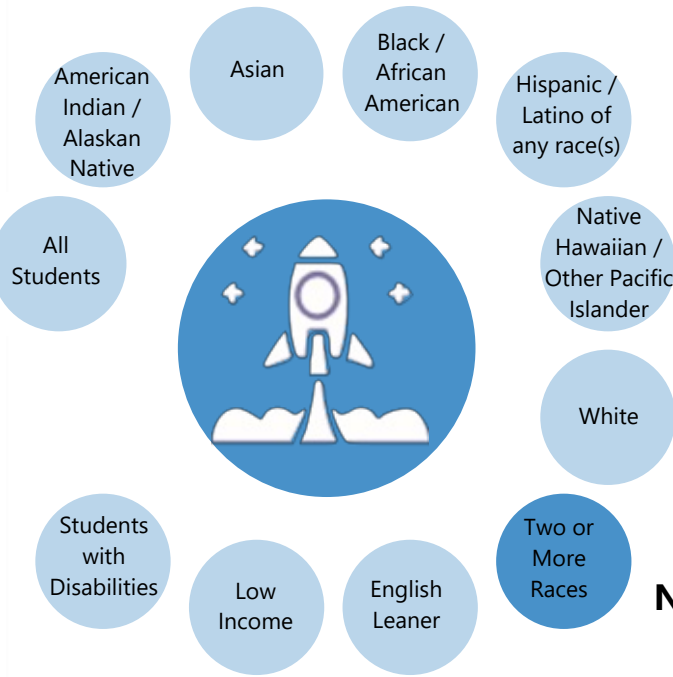 American
Indian /
Alaskan
Native
Asian
Black /
African
American
Hispanic /
Latino of
any race(s)
All
Students
Native
Hawaiian /
Other Pacific
Islander
White
Students
with
Disabilities
Low
Income
English
Leaner
Two or
More
Races
N